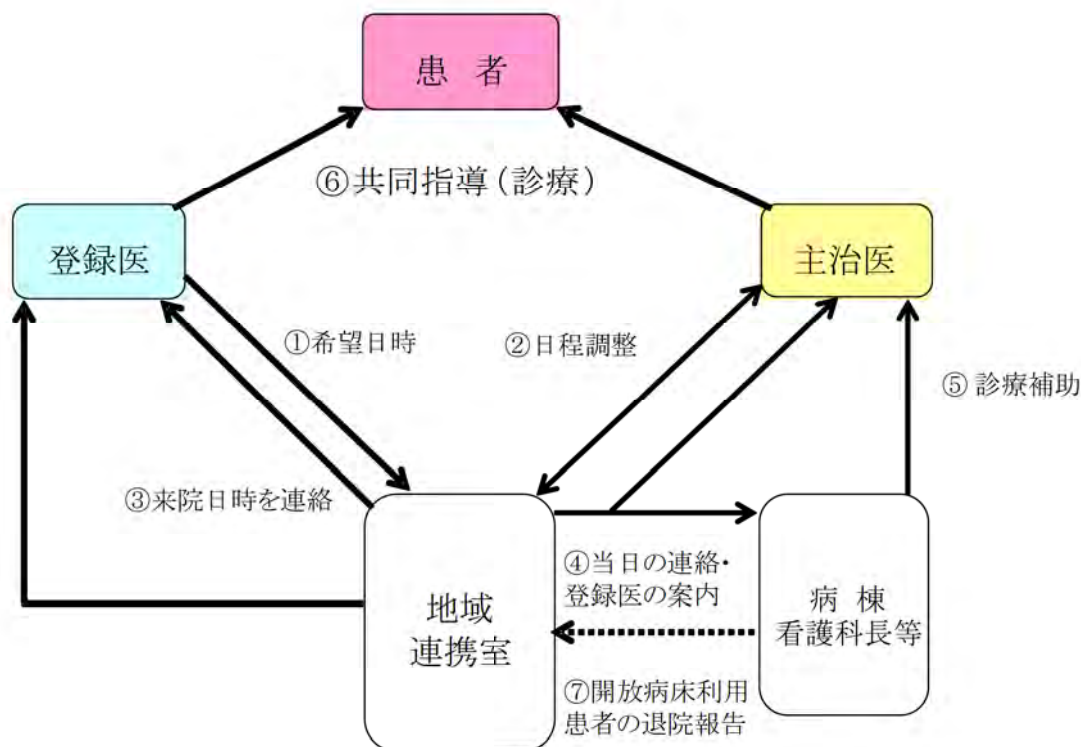 患 者
⑥共同指導（診療）
登録医
主治医
①希望日時
②日程調整
⑤ 診療補助
③来院日時を連絡
④当日の連絡・
登録医の案内
地域
連携室
病 棟
看護科長等
⑦開放病床利用
患者の退院報告